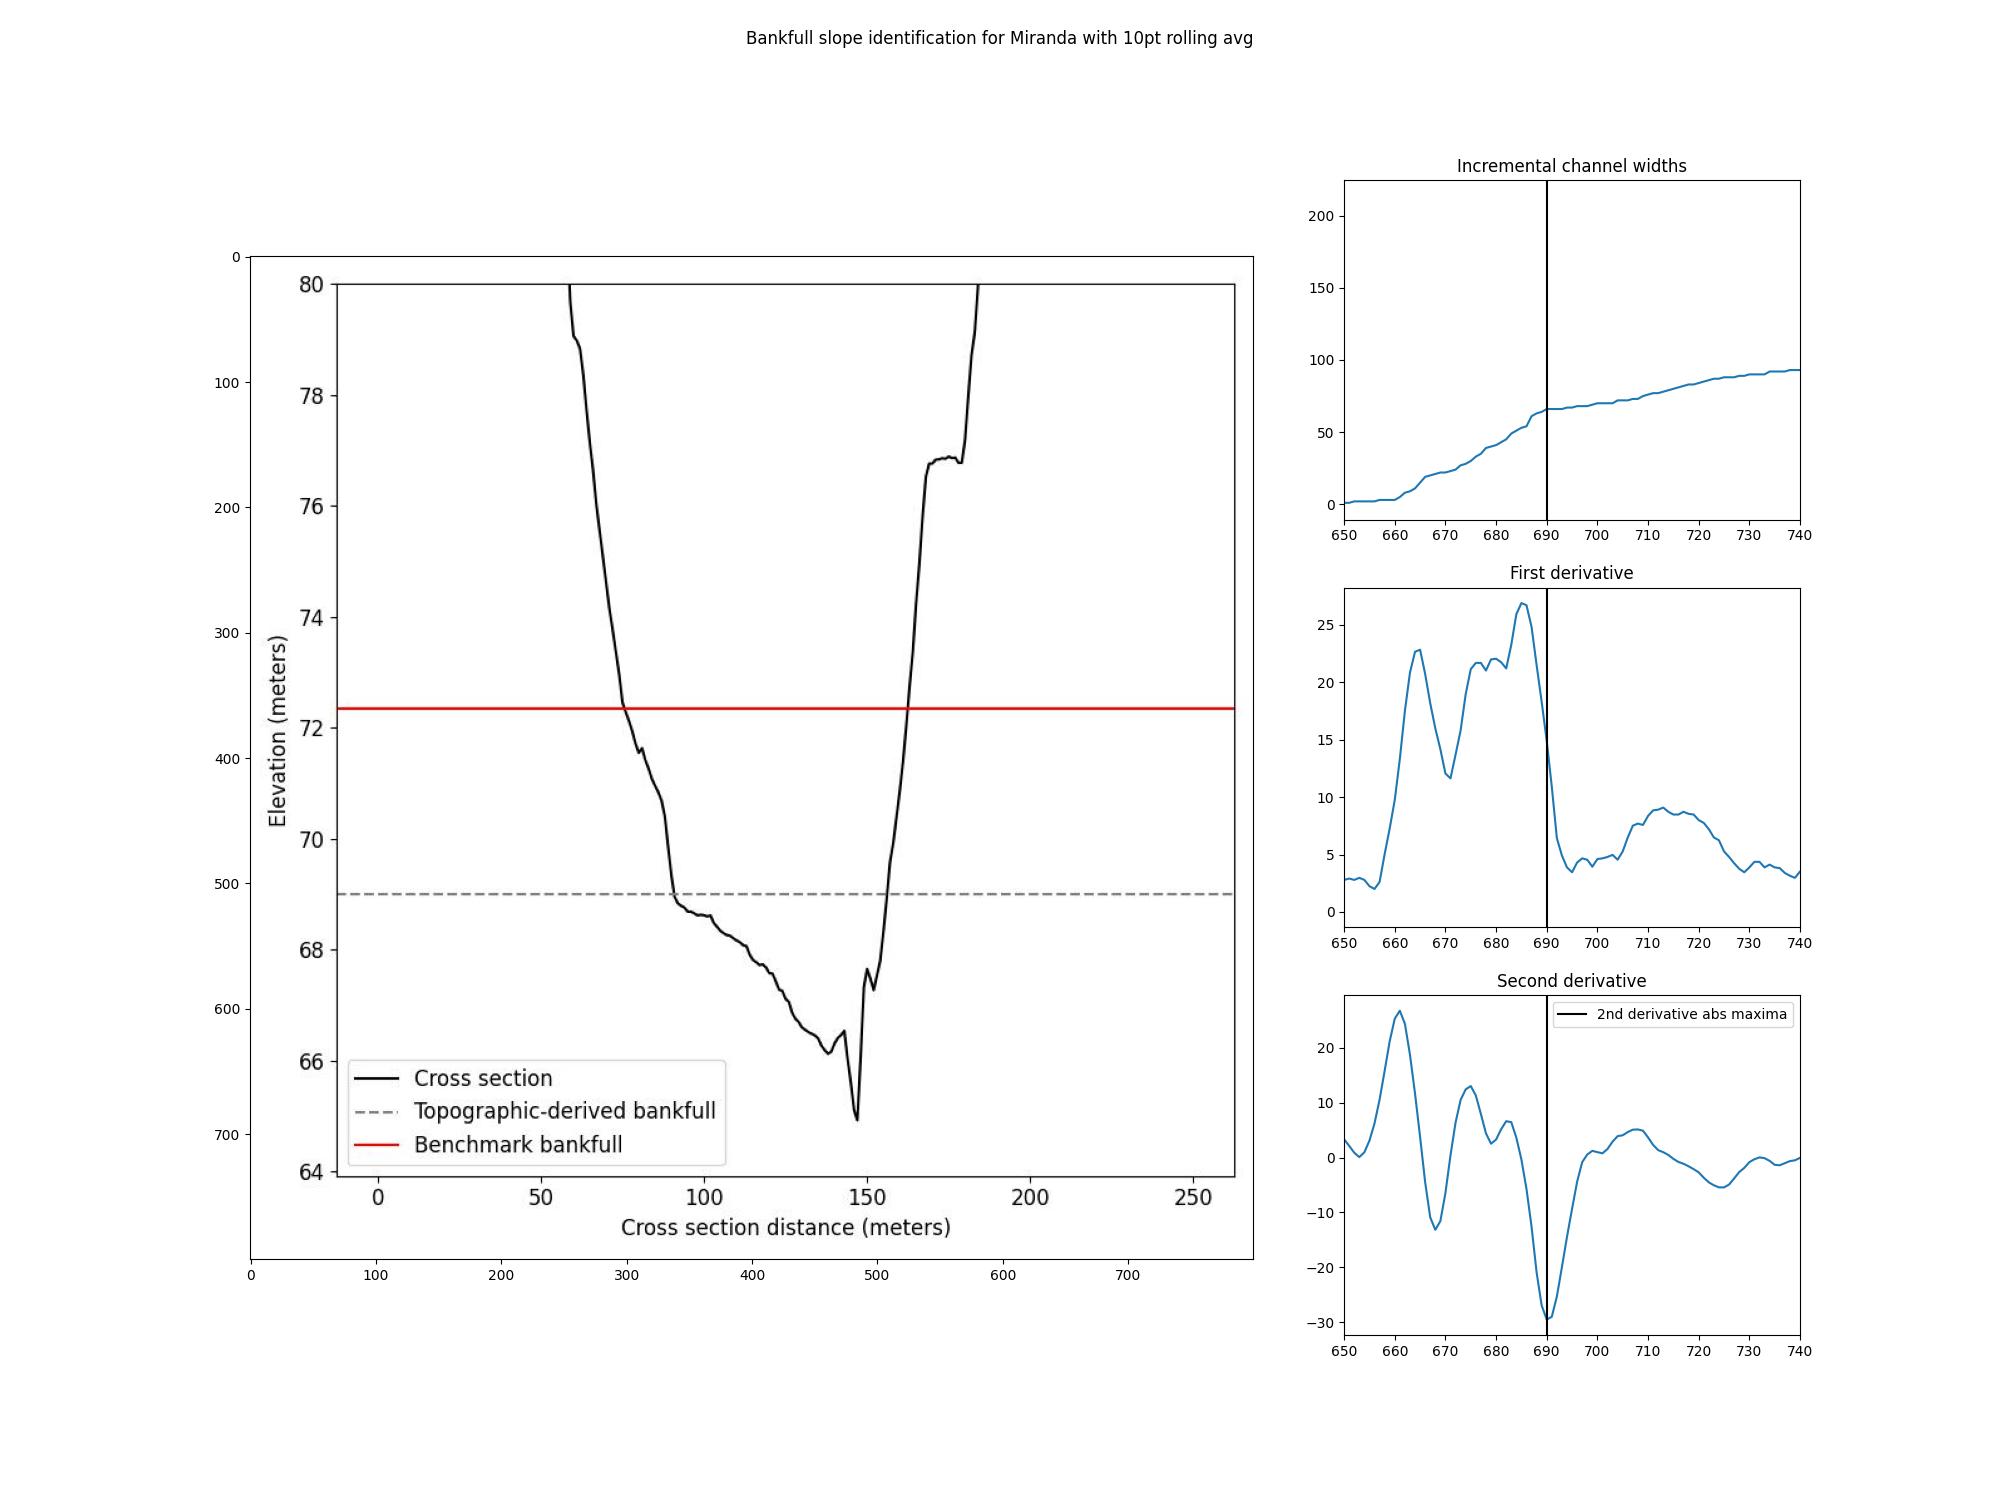 Bankfull slope identification for Miranda with 10pt rolling avg
0
100
200
300
400
500
600
700
80
78
76
74
72
70
68
66
64
Elevation (meters)
Cross section
Topographic-derived bankfull
Benchmark bankfull
0 50 100 150 200 250
Cross section distance (meters)
0 100 200 300 400 500 600 700
Incremental channel widths
200
150
100
50
0
650 660 670 680 690 700 710 720 730 740
First derivative
25
20
15
10
5
0
650 660 670 680 690 700 710 720 730 740
Second derivative
2nd derivative abs maxima
20
10
0
−10
−20
−30
650 660 670 680 690 700 710 720 730 740